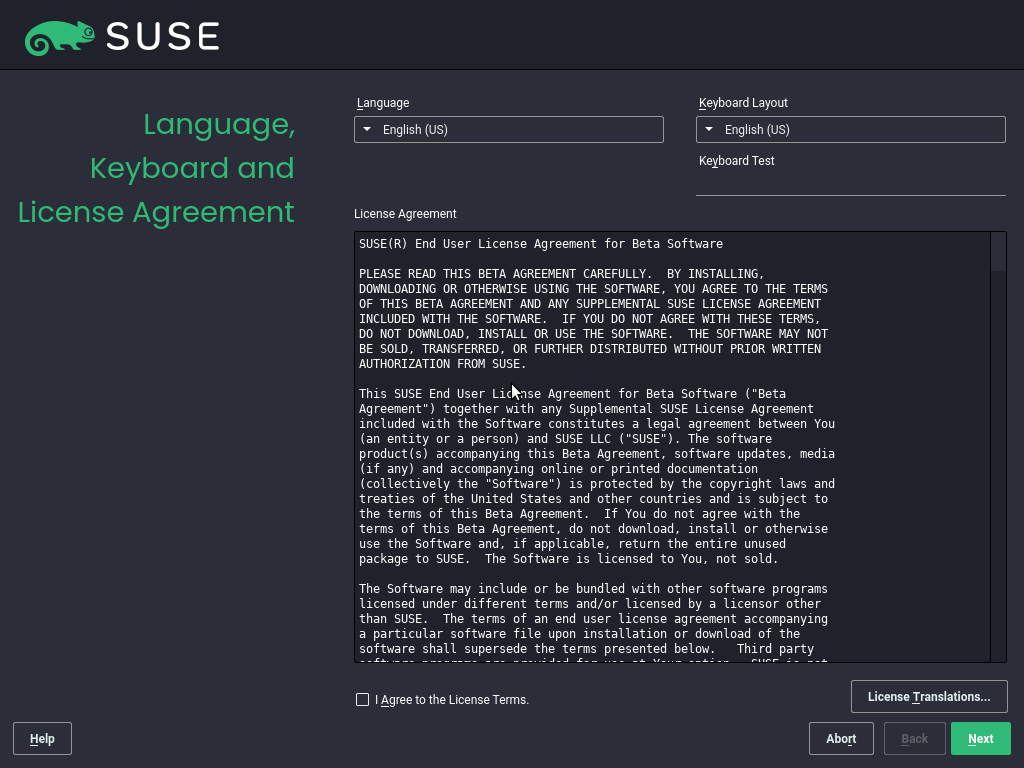 SUSE
Language,
Keyboard and
License Agreement
Language
English (US)
Keyboard Layout
English (US)
Keyboard Test
License Agreement
SUSE(R) End User License Agreement for Beta Software
PLEASE READ THIS BETA AGREEMENT CAREFULLY.  BY INSTALLING,
DOWNLOADING OR OTHERWISE USING THE SOFTWARE, YOU AGREE TO THE TERMS
OF THIS BETA AGREEMENT AND ANY SUPPLEMENTAL SUSE LICENSE AGREEMENT
INCLUDED WITH THE SOFTWARE.  IF YOU DO NOT AGREE WITH THESE TERMS,
DO NOT DOWNLOAD, INSTALL OR USE THE SOFTWARE.  THE SOFTWARE MAY NOT
BE SOLD, TRANSFERRED, OR FURTHER DISTRIBUTED WITHOUT PRIOR WRITTEN
AUTHORIZATION FROM SUSE.
This SUSE End User License Agreement for Beta Software ("Beta
Agreement") together with any Supplemental SUSE License Agreement
included with the Software constitutes a legal agreement between You
(an entity or a person) and SUSE LLC ("SUSE"). The software
product(s) accompanying this Beta Agreement, software updates, media
(if any) and accompanying online or printed documentation
(collectively the "Software") is protected by the copyright laws and
treaties of the United States and other countries and is subject to
the terms of this Beta Agreement.  If You do not agree with the
terms of this Beta Agreement, do not download, install or otherwise
use the Software and, if applicable, return the entire unused
package to SUSE.  The Software is licensed to You, not sold.
The Software may include or be bundled with other software programs
licensed under different terms and/or licensed by a licensor other
than SUSE.  The terms of an end user license agreement accompanying
a particular software file upon installation or download of the
software shall supersede the terms presented below.   Third party
software programs are provided for use at Your option.  SUSE is not
I Agree to the License Terms.
License Translations...
Help
Abort
Back
Next